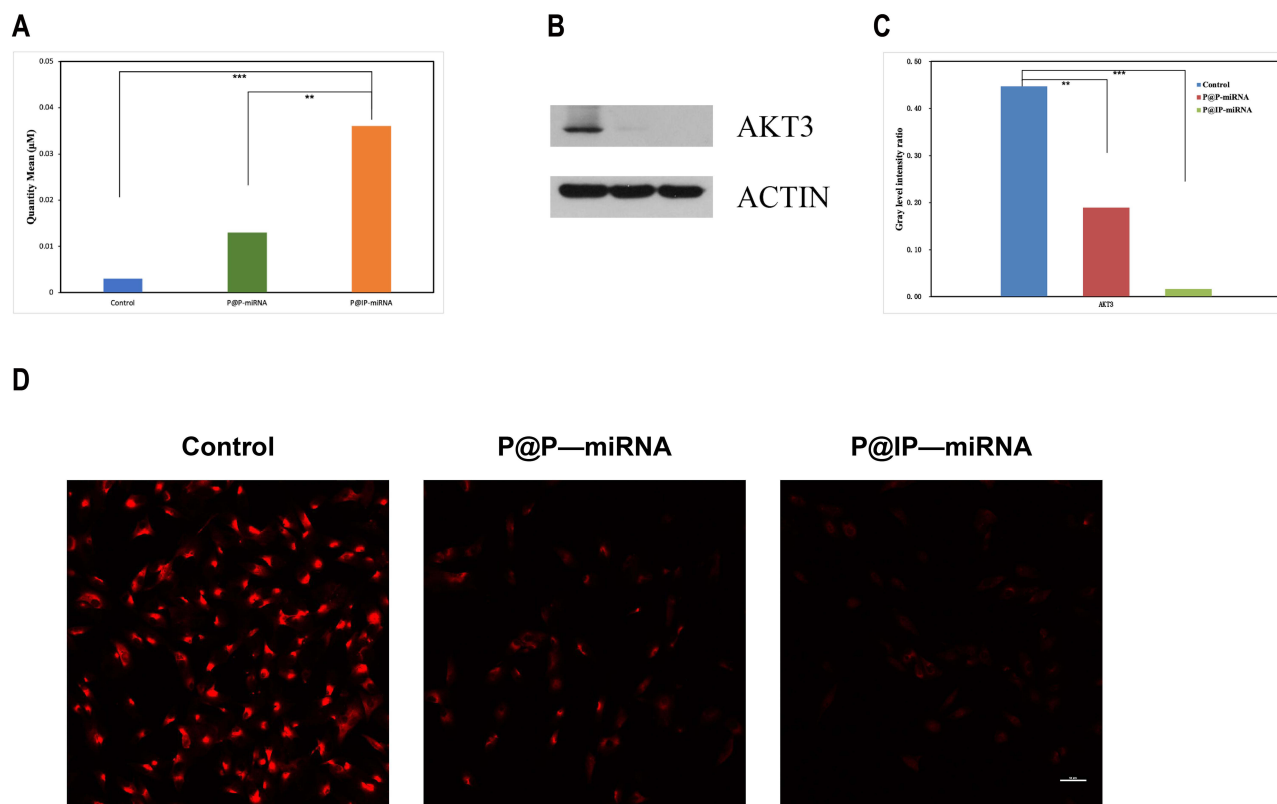 A
0.05
0.04
0.03
0.02
0.01
0
Quantity Mean (μM)
***
**
Control
P@P-miRNA
P@IP-miRNA
B
AKT3
ACTIN
C
0.60
0.50
0.40
0.30
0.20
0.10
0.00
Gray level intensity ratio
***
**
Control
P@P-miRNA
P@IP-miRNA
AKT3
D
Control
P@P—miRNA
P@IP—miRNA